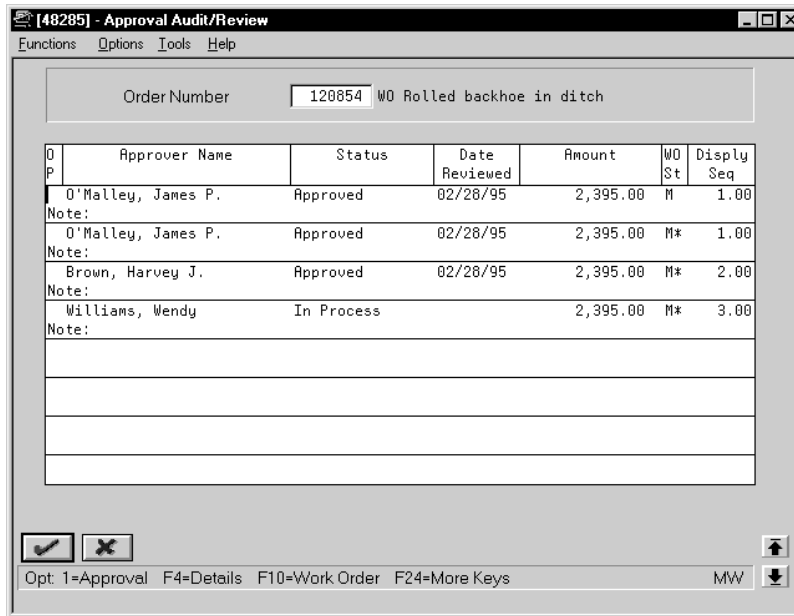 [48285] - Approval Audit/Review
Functions Options Tools Help
Order Number 120854 WO Rolled backhoe in ditch
O P Approver Name Status Date Reviewed Amount WO St Disply Seq
O'Malley, James P. Approved 02/28/95 2,395.00 M 1.00
Note:
O'Malley, James P. Approved 02/28/95 2,395.00 M* 1.00
Note:
Brown, Harvey J. Approved 02/28/95 2,395.00 M* 2.00
Note:
Williams, Wendy In Process 2,395.00 M* 3.00
Note:
Opt: 1=Approval F4=Details F10=Work Order F24=More Keys MW